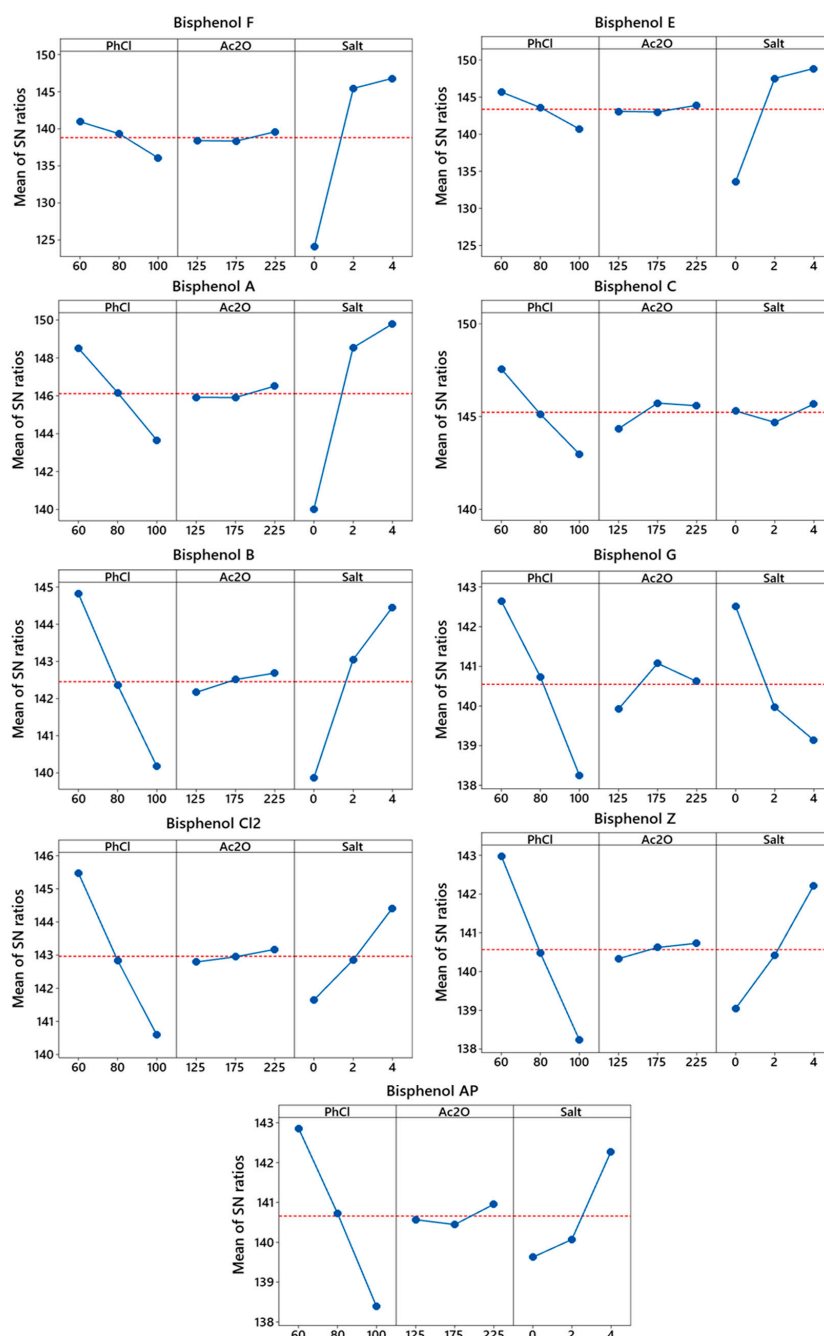 Bisphenol F
PhCl Ac2O Salt
Mean of SN ratios
150
145
140
135
130
125
60 80 100 125 175 225 0 2 4
Bisphenol E
PhCl Ac2O Salt
Mean of SN ratios
150
145
140
135
130
125
60 80 100 125 175 225 0 2 4
Bisphenol A
PhCl Ac2O Salt
Mean of SN ratios
150
148
146
144
142
140
60 80 100 125 175 225 0 2 4
Bisphenol C
PhCl Ac2O Salt
Mean of SN ratios
150
145
140
60 80 100 125 175 225 0 2 4
Bisphenol B
PhCl Ac2O Salt
Mean of SN ratios
145
144
143
142
141
140
60 80 100 125 175 225 0 2 4
Bisphenol G
PhCl Ac2O Salt
Mean of SN ratios
143
142
141
140
139
138
60 80 100 125 175 225 0 2 4
Bisphenol Cl2
PhCl Ac2O Salt
Mean of SN ratios
146
145
144
143
142
141
140
60 80 100 125 175 225 0 2 4
Bisphenol Z
PhCl Ac2O Salt
Mean of SN ratios
143
142
141
140
139
138
60 80 100 125 175 225 0 2 4
Bisphenol AP
PhCl Ac2O Salt
Mean of SN ratios
143
142
141
140
139
138
60 80 100 125 175 225 0 2 4